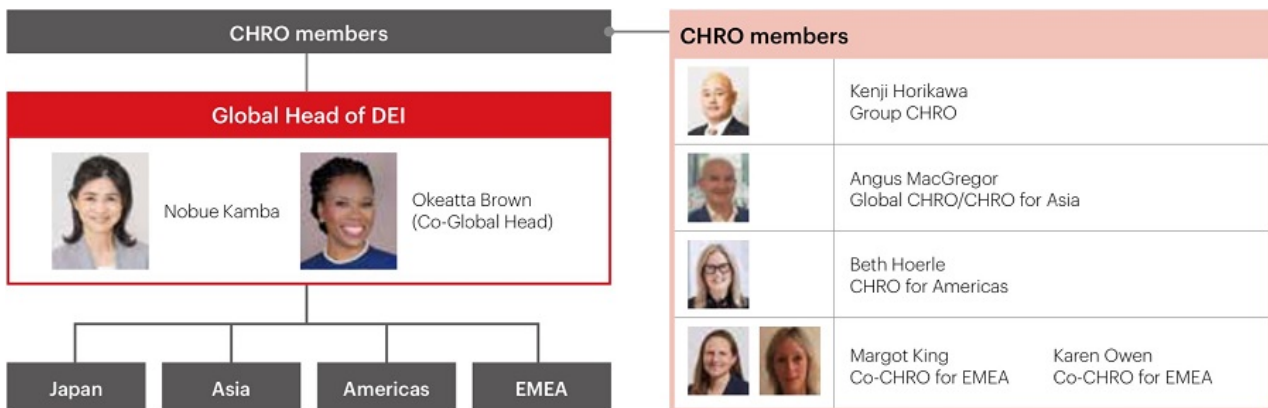 CHRO members
Global Head of DEI
Nobue Kamba
Okeatta Brown
(Co-Global Head)
Japan
Asia
Americas
EMEA
CHRO members
Kenji Horikawa
Group CHRO
Angus MacGregor
Global CHRO/CHRO for Asia
Beth Hoerle
CHRO for Americas
Margot King
Co-CHRO for EMEA
Karen Owen
Co-CHRO for EMEA